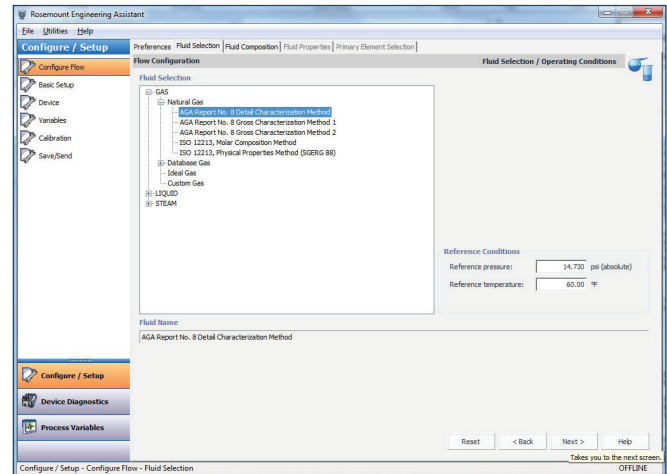 Rosemount Engineering Assistant
File Utilities Help
Configure / Setup
Preferences Fluid Selection Fluid Composition Fluid Properties Primary Element Selection
Configure Flow
Flow Configuration
Fluid Selection / Operating Conditions
Basic Setup
Device
Variables
Calibration
Save/Send
Fluid Selection
GAS
Natural Gas
AGA Report No. 8 Detail Characterization Method
AGA Report No. 8 Gross Characterization Method 1
AGA Report No. 8 Gross Characterization Method 2
ISO 12213, Molar Composition Method
ISO 12213, Physical Properties Method (SGERG 88)
Database Gas
Ideal Gas
Custom Gas
LIQUID
STEAM
Reference Conditions
Reference pressure: 14.730 psi (absolute)
Reference temperature: 60.00 °F
Fluid Name
AGA Report No. 8 Detail Characterization Method
Configure / Setup
Device Diagnostics
Process Variables
Reset < Back Next > Help
Takes you to the next screen.
Configure / Setup - Configure Flow - Fluid Selection
OFFLINE